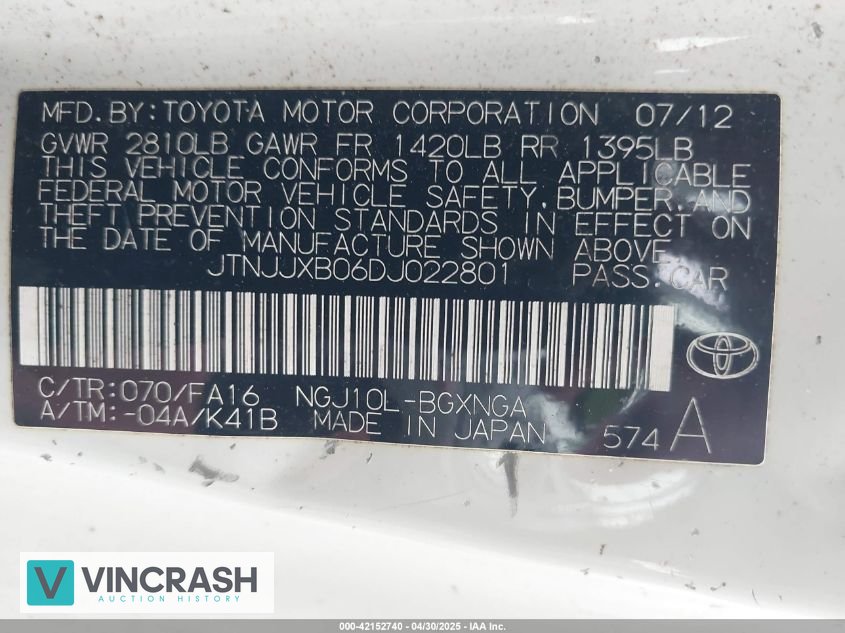 MFD. BY: TOYOTA MOTOR CORPORATION 07/12
GVWR 2810LB GAWR FR 1420LB RR 1395LB
THIS VEHICLE CONFORMS TO ALL APPLICABLE
FEDERAL MOTOR VEHICLE SAFETY, BUMPER, AND
THEFT PREVENTION STANDARDS IN EFFECT ON
THE DATE OF MANUFACTURE SHOWN ABOVE.
JTNJJXB06DJ022801 PASS. CAR
C/TR: 070/FA16 NGJ10L-BGXNGA
A/TM: -04A/K41B MADE IN JAPAN 574 A
TOYOTA
VINCRASH
AUCTION HISTORY
000-42152740 - 04/30/2025 - IAA Inc.